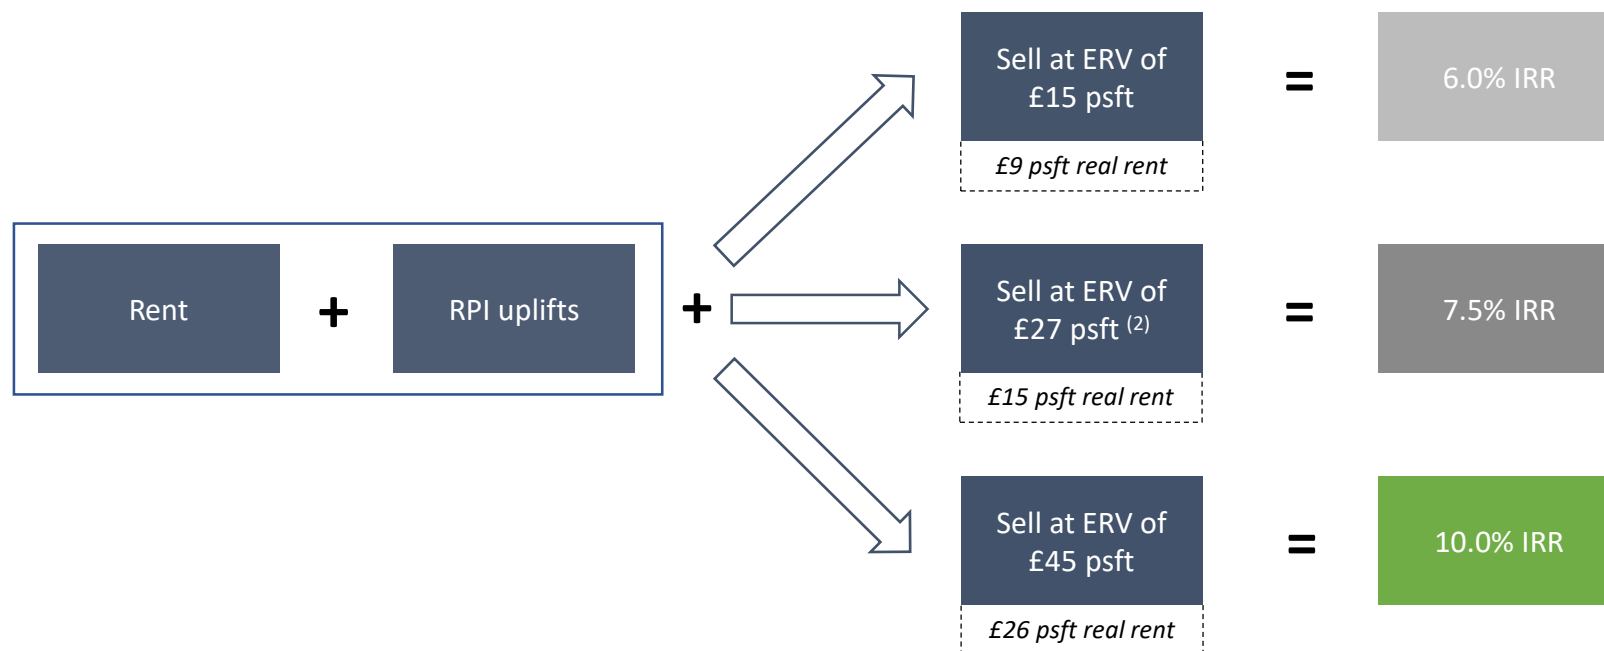 Rent
+
RPI uplifts
+
Sell at ERV of
£15 psft
£9 psft real rent
=
6.0% IRR
Sell at ERV of
£27 psft (2)
£15 psft real rent
=
7.5% IRR
Sell at ERV of
£45 psft
£26 psft real rent
=
10.0% IRR